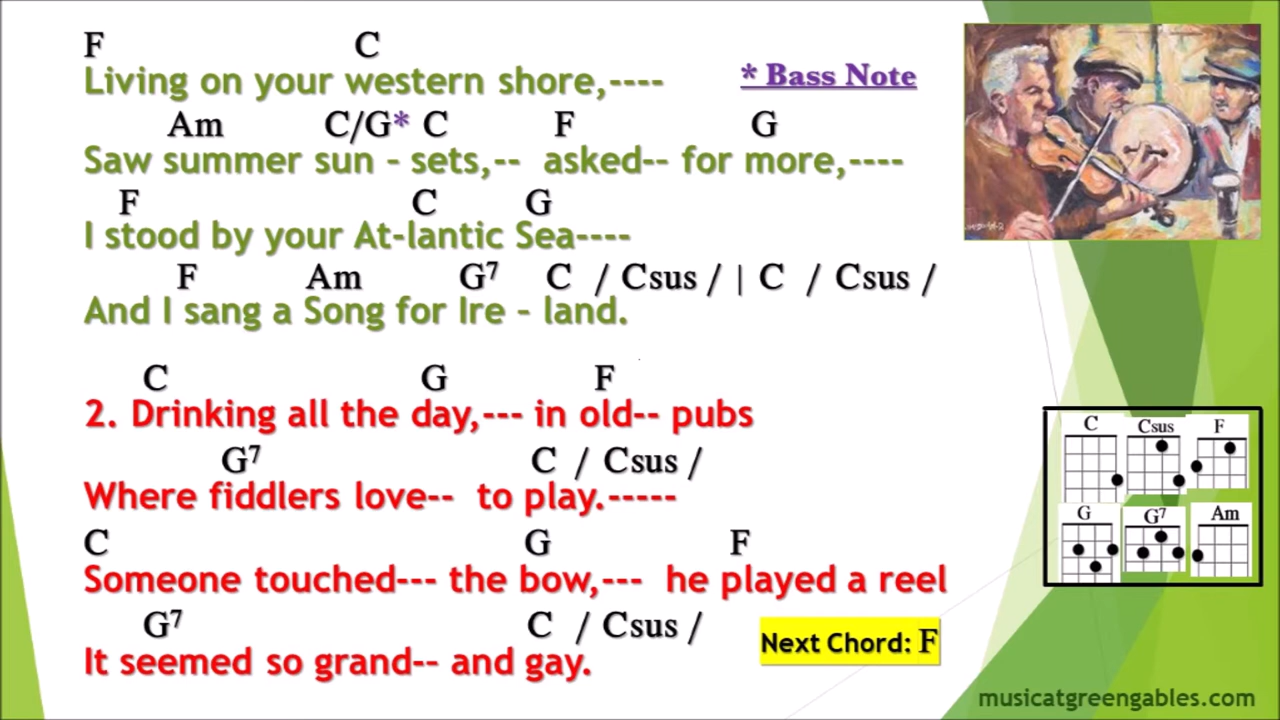 F C
Living on your western shore,----
* Bass Note
Am C/G* C F G
Saw summer sun – sets,-- asked-- for more,----
F C G
I stood by your At-lantic Sea----
F Am G7 C / Csus / | C / Csus /
And I sang a Song for Ire – land.
C G F
2. Drinking all the day,--- in old-- pubs
G7 C / Csus /
Where fiddlers love-- to play.-----
C G F
Someone touched--- the bow,--- he played a reel
G7 C / Csus /
It seemed so grand-- and gay.
Next Chord: F
C Csus F
G G7 Am
musicatgreengables.com